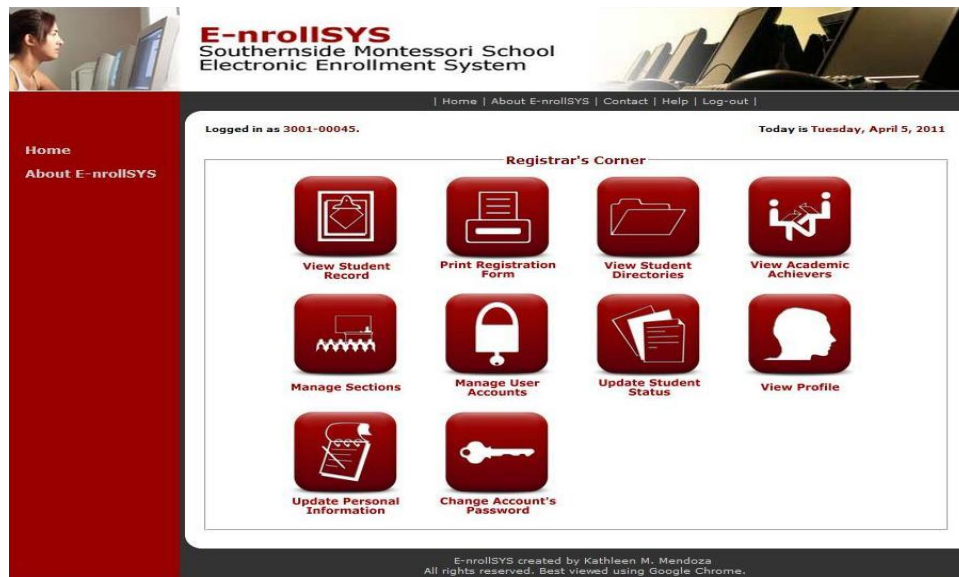 E-nrollSYS
Southernside Montessori School
Electronic Enrollment System
| Home | About E-nrollSYS | Contact | Help | Log-out |
Home
About E-nrollSYS
Logged in as 3001-00045.
Today is Tuesday, April 5, 2011
Registrar's Corner
View Student
Record
Print Registration
Form
View Student
Directories
View Academic
Achievers
Manage Sections
Manage User
Accounts
Update Student
Status
View Profile
Update Personal
Information
Change Account's
Password
E-nrollSYS created by Kathleen M. Mendoza
All rights reserved. Best viewed using Google Chrome.